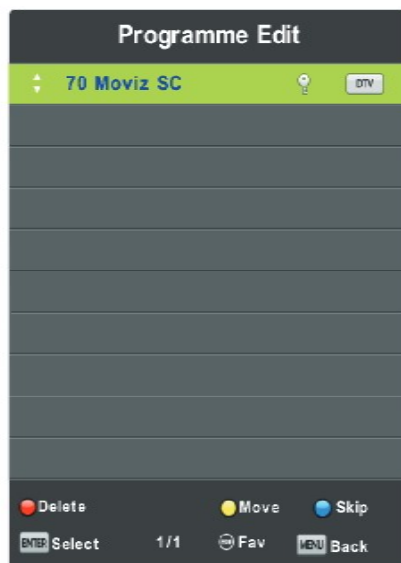 Programme Edit
70 Moviz SC DTV
Delete Move Skip
ENTER Select 1/1 Fav MENU Back